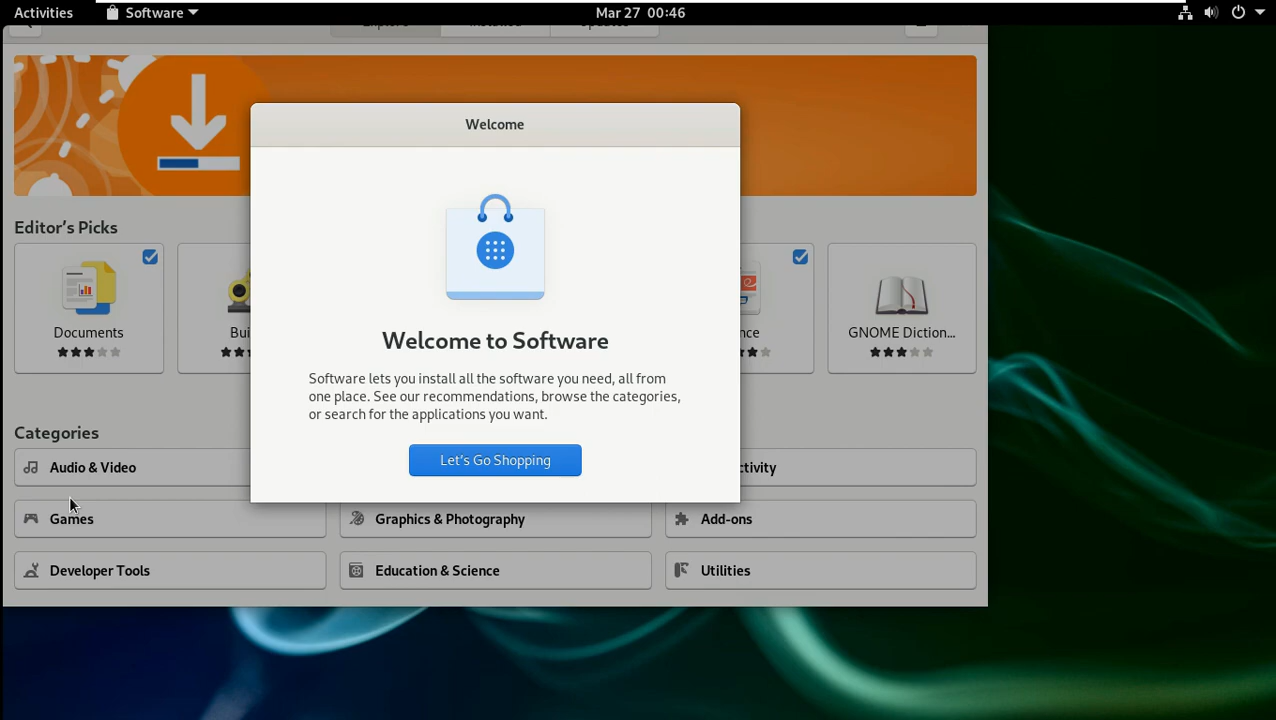 Activities
Software
Mar 27 00:46
Welcome
Editor's Picks
Documents
GNOME Diction...
Welcome to Software
Software lets you install all the software you need, all from
one place. See our recommendations, browse the categories,
or search for the applications you want.
Let's Go Shopping
Categories
Audio & Video
Games
Graphics & Photography
Add-ons
Developer Tools
Education & Science
Utilities